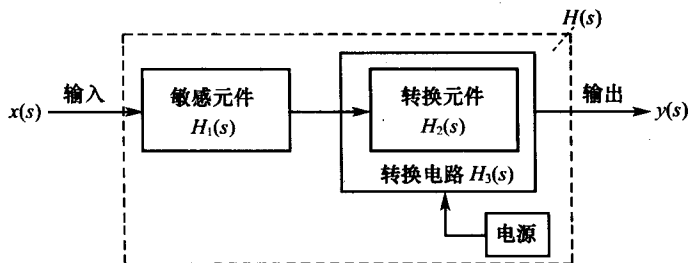 H(s)
输入
x(s)
敏感元件
H₁(s)
转换元件
H₂(s)
转换电路 H₃(s)
输出
y(s)
电源